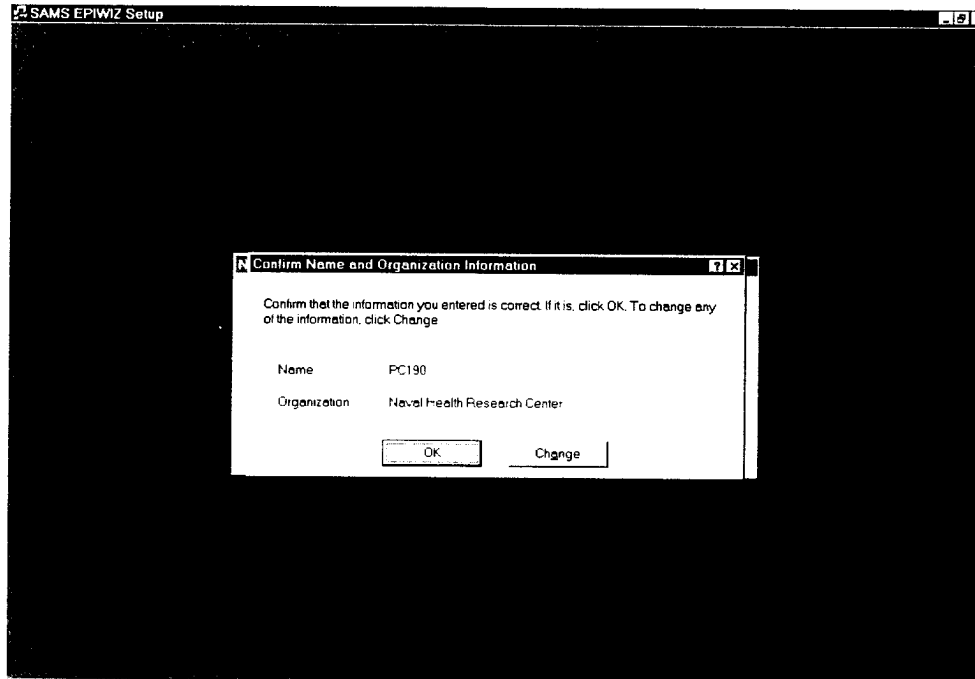 SAMS EPIWIZ Setup
N Confirm Name and Organization Information
Confirm that the information you entered is correct. If it is, click OK. To change any
of the information, click Change
Name PC190
Organization Naval Health Research Center
OK Change